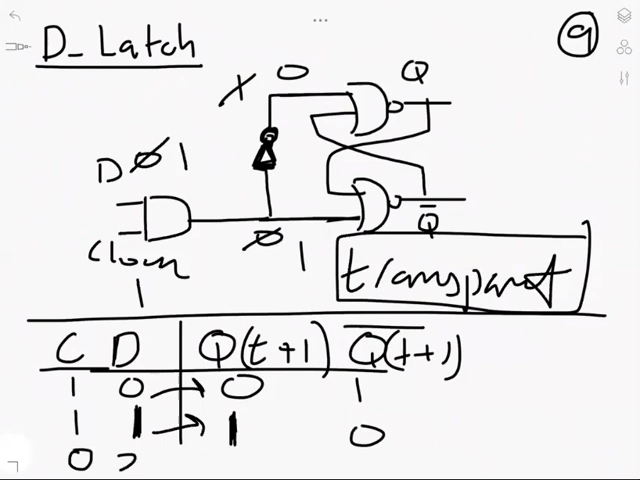 D_Latch
9
1 0 Q
D 0 1
Clock
1
0 1
Q
transparent
C D Q(t+1) Q(t+1)
1 0 → 0 1
1 1 → 1 0
0